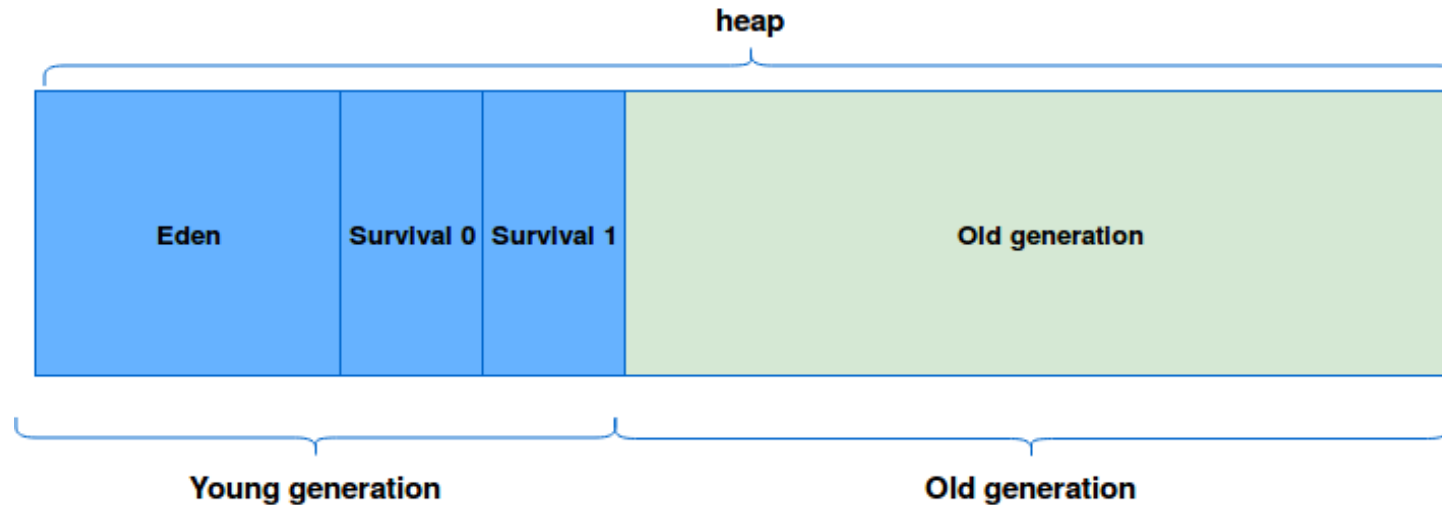 heap
Eden
Survival 0
Survival 1
Old generation
Young generation
Old generation